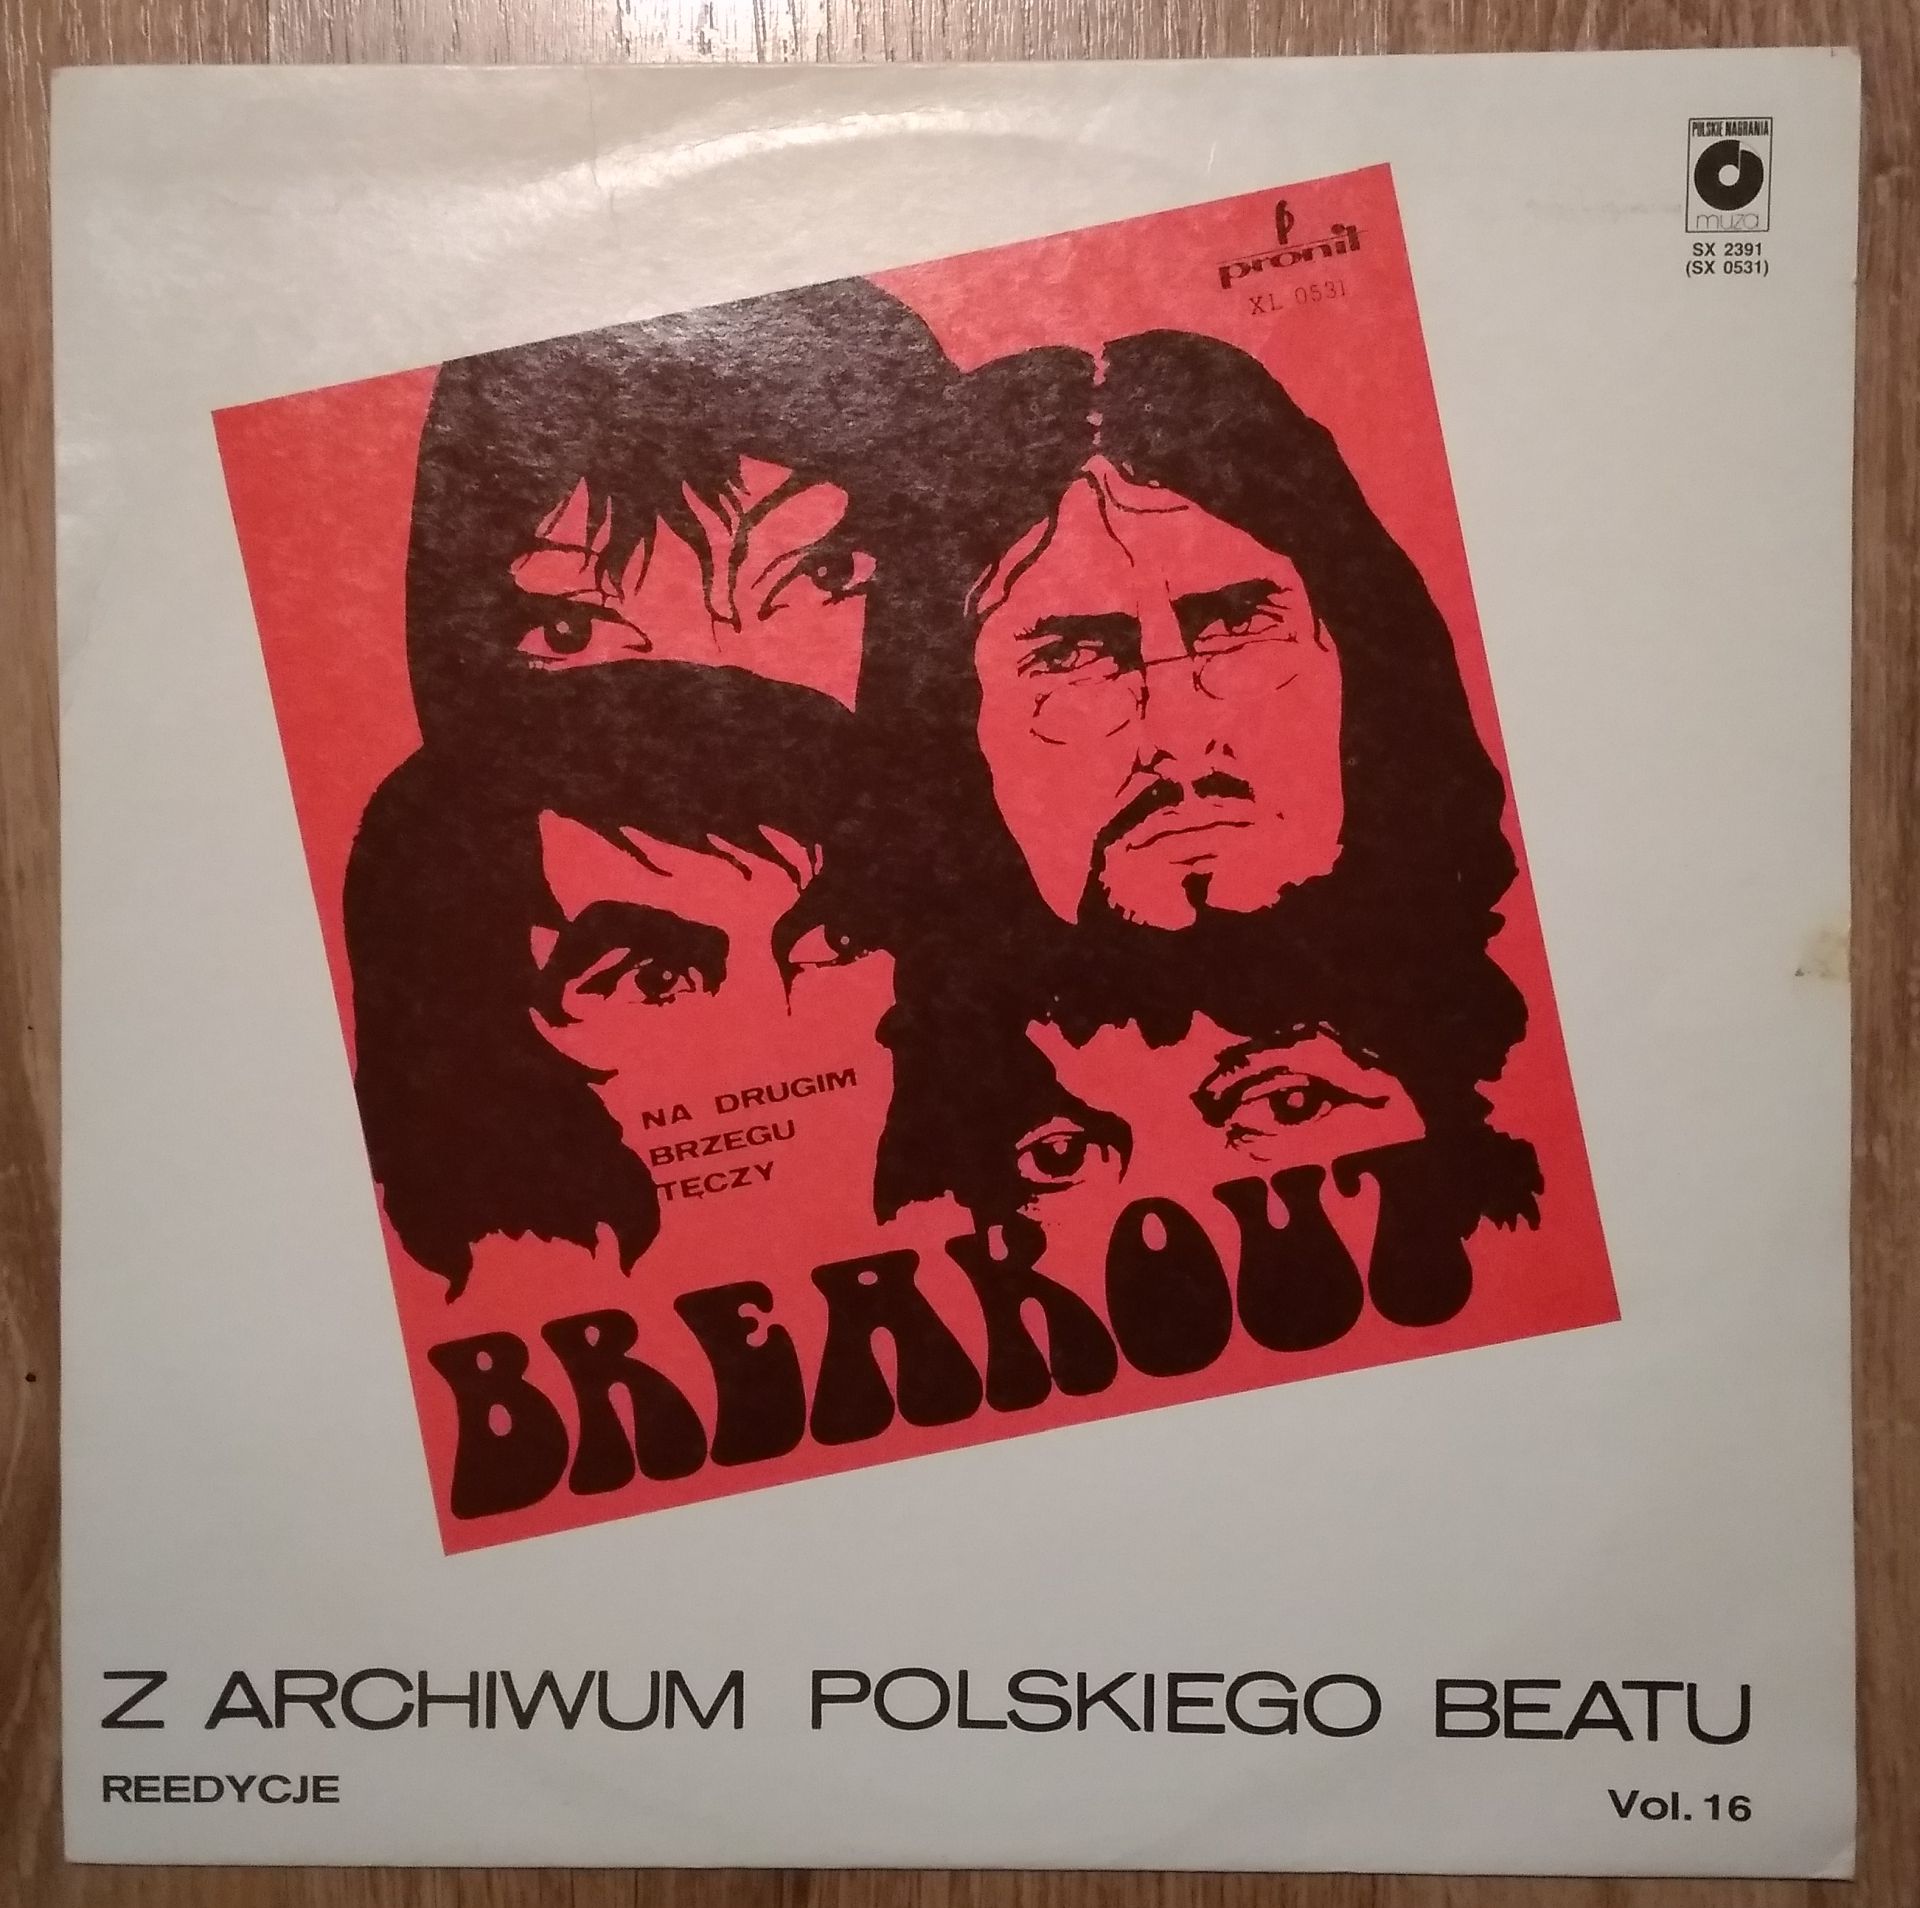 POLSKIE NAGRANIA
muza
SX 2391
(SX 0531)
pronit
XL 0531
NA DRUGIM
BRZEGU
TĘCZY
BREAKOUT
Z ARCHIWUM POLSKIEGO BEATU
REEDYCJE
Vol. 16